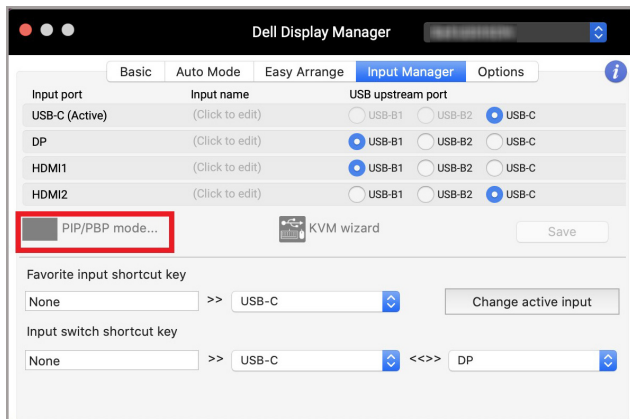 Dell Display Manager
Basic Auto Mode Easy Arrange Input Manager Options i
Input port Input name USB upstream port
USB-C (Active) (Click to edit) USB-B1 USB-B2 USB-C
DP (Click to edit) USB-B1 USB-B2 USB-C
HDMI1 (Click to edit) USB-B1 USB-B2 USB-C
HDMI2 (Click to edit) USB-B1 USB-B2 USB-C
PIP/PBP mode... KVM wizard Save
Favorite input shortcut key
None >> USB-C Change active input
Input switch shortcut key
None >> USB-C <<>> DP